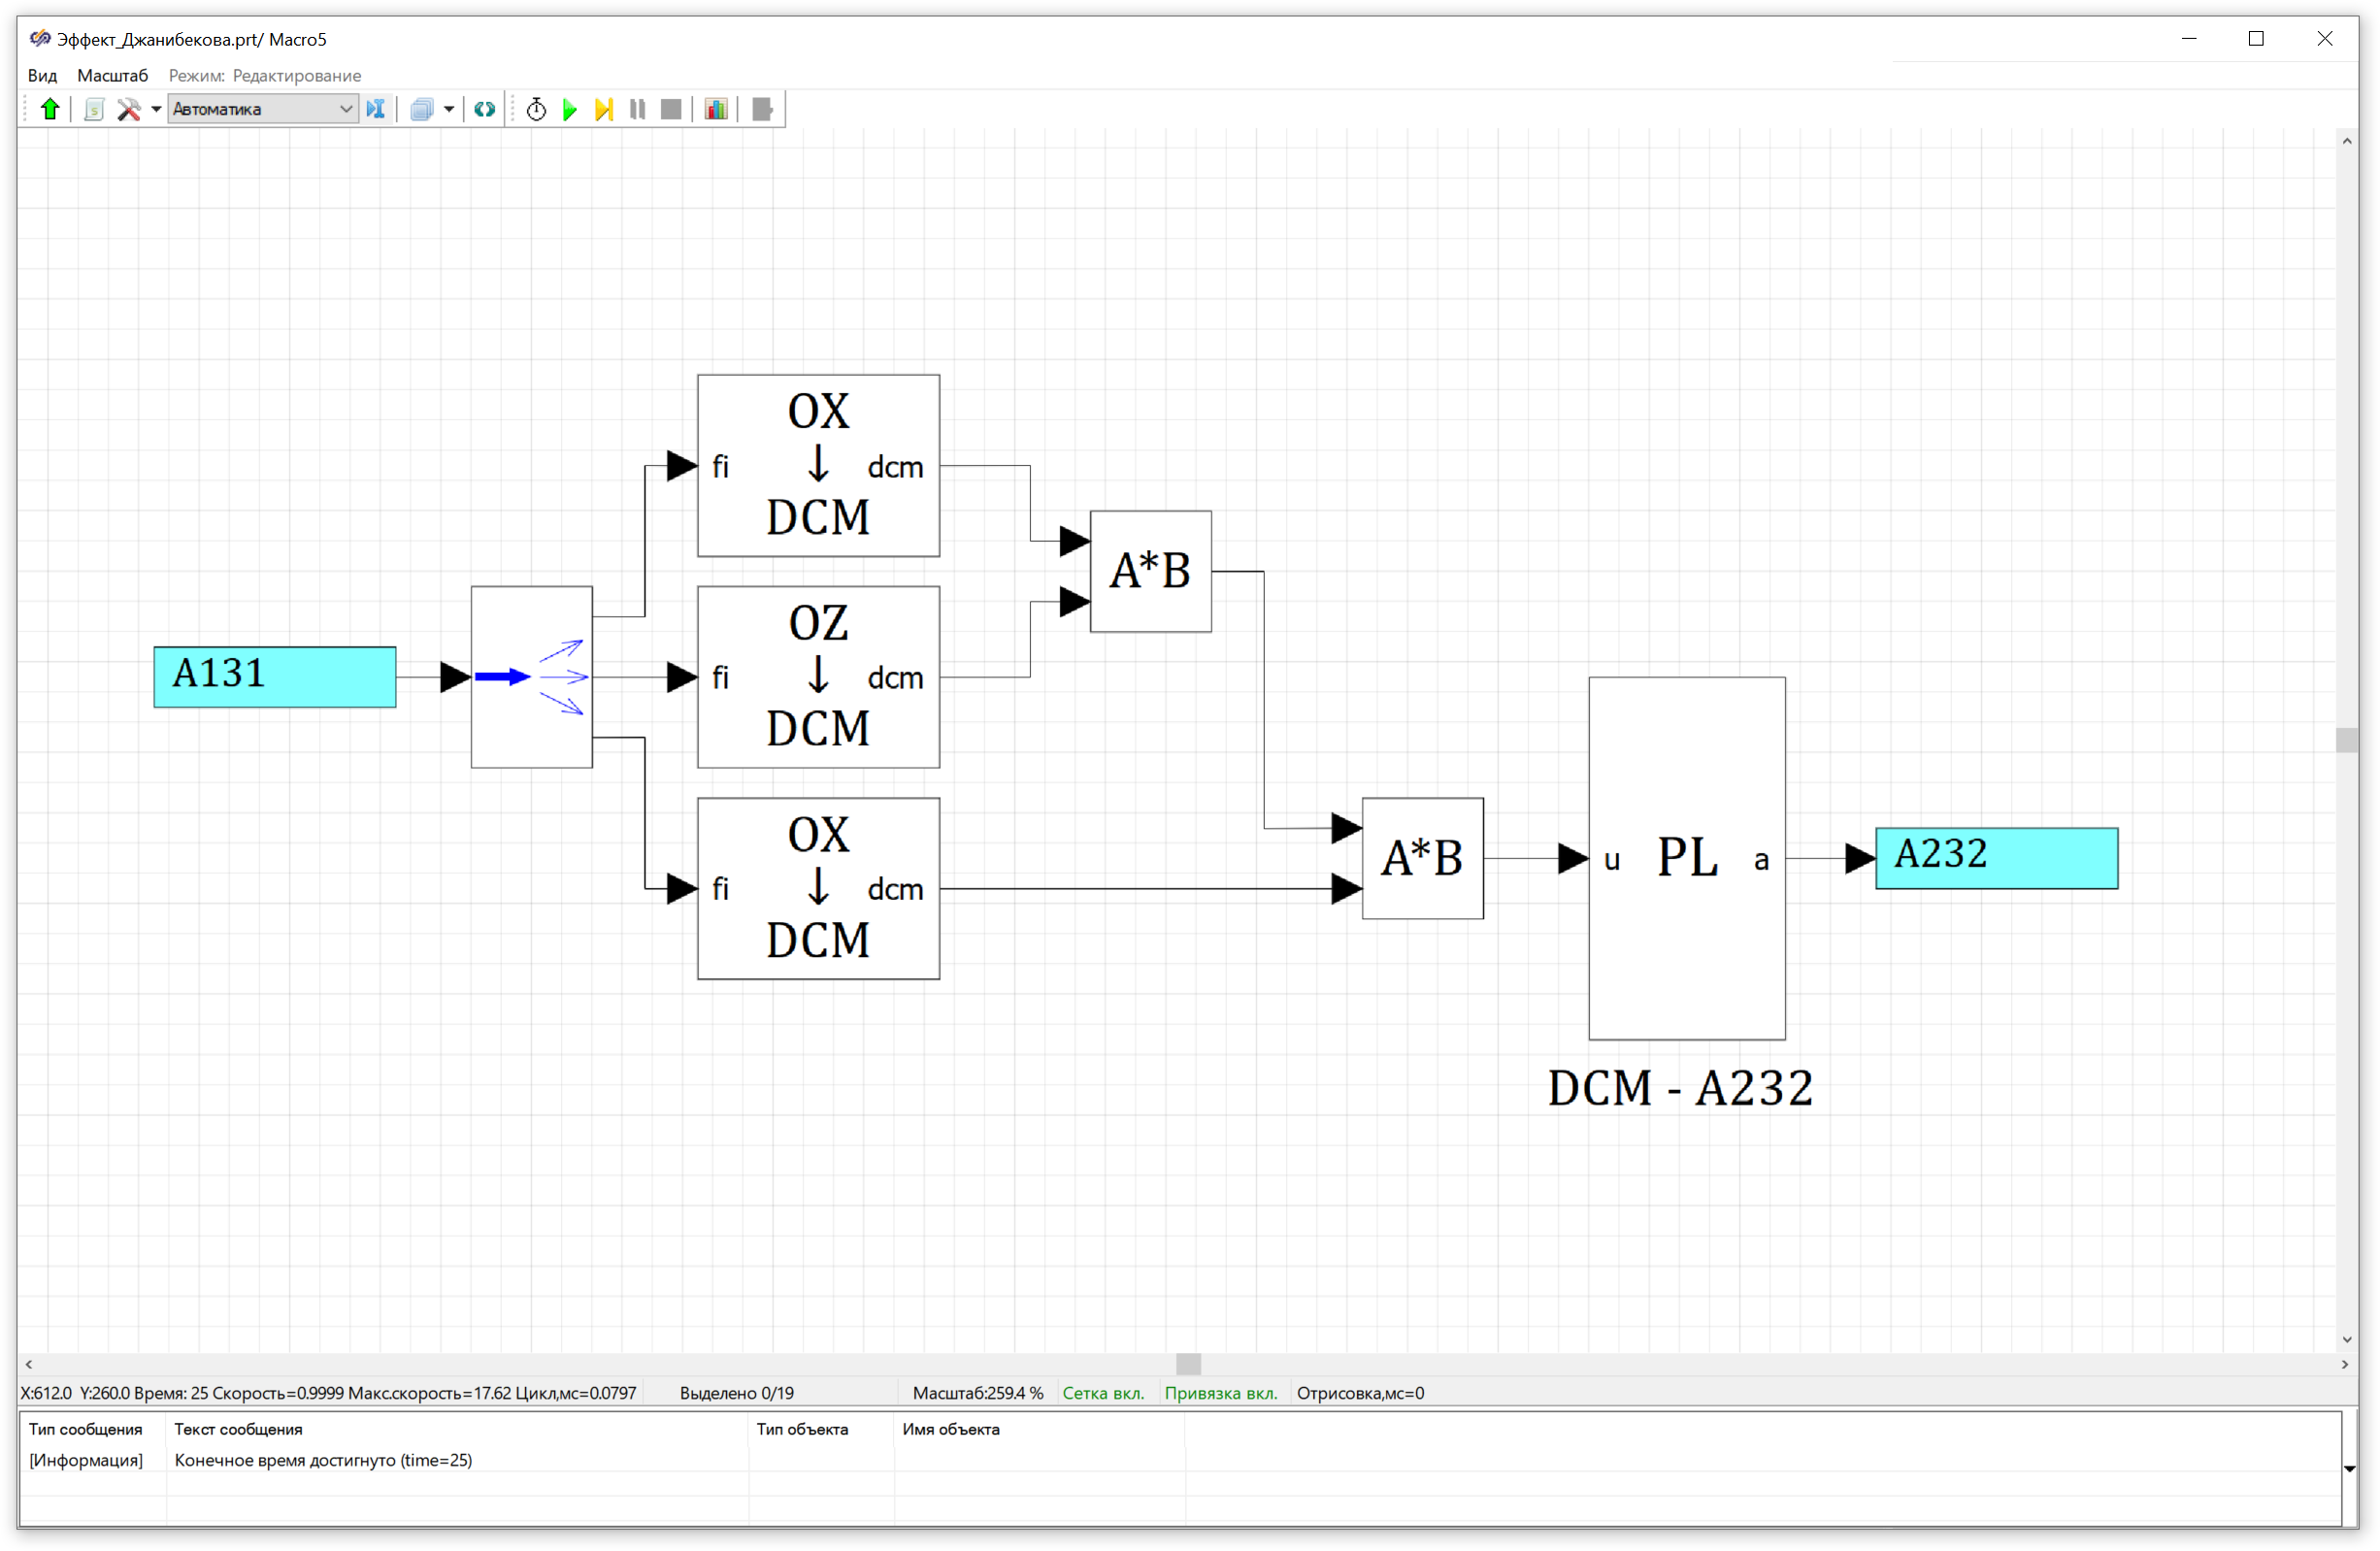 Эффект_Джанибекова.prt/ Macro5
Вид Масштаб Режим: Редактирование
Автоматика
OX
fi ↓ dcm
DCM
A*B
OZ
fi ↓ dcm
DCM
A131
OX
fi ↓ dcm
DCM
A*B
u PL a
A232
DCM - A232
X:612.0 Y:260.0 Время: 25 Скорость=0.9999 Макс.скорость=17.62 Цикл,мс=0.0797 Выделено 0/19 Масштаб:259.4 % Сетка вкл. Привязка вкл. Отрисовка,мс=0
Тип сообщения Текст сообщения Тип объекта Имя объекта
[Информация] Конечное время достигнуто (time=25)